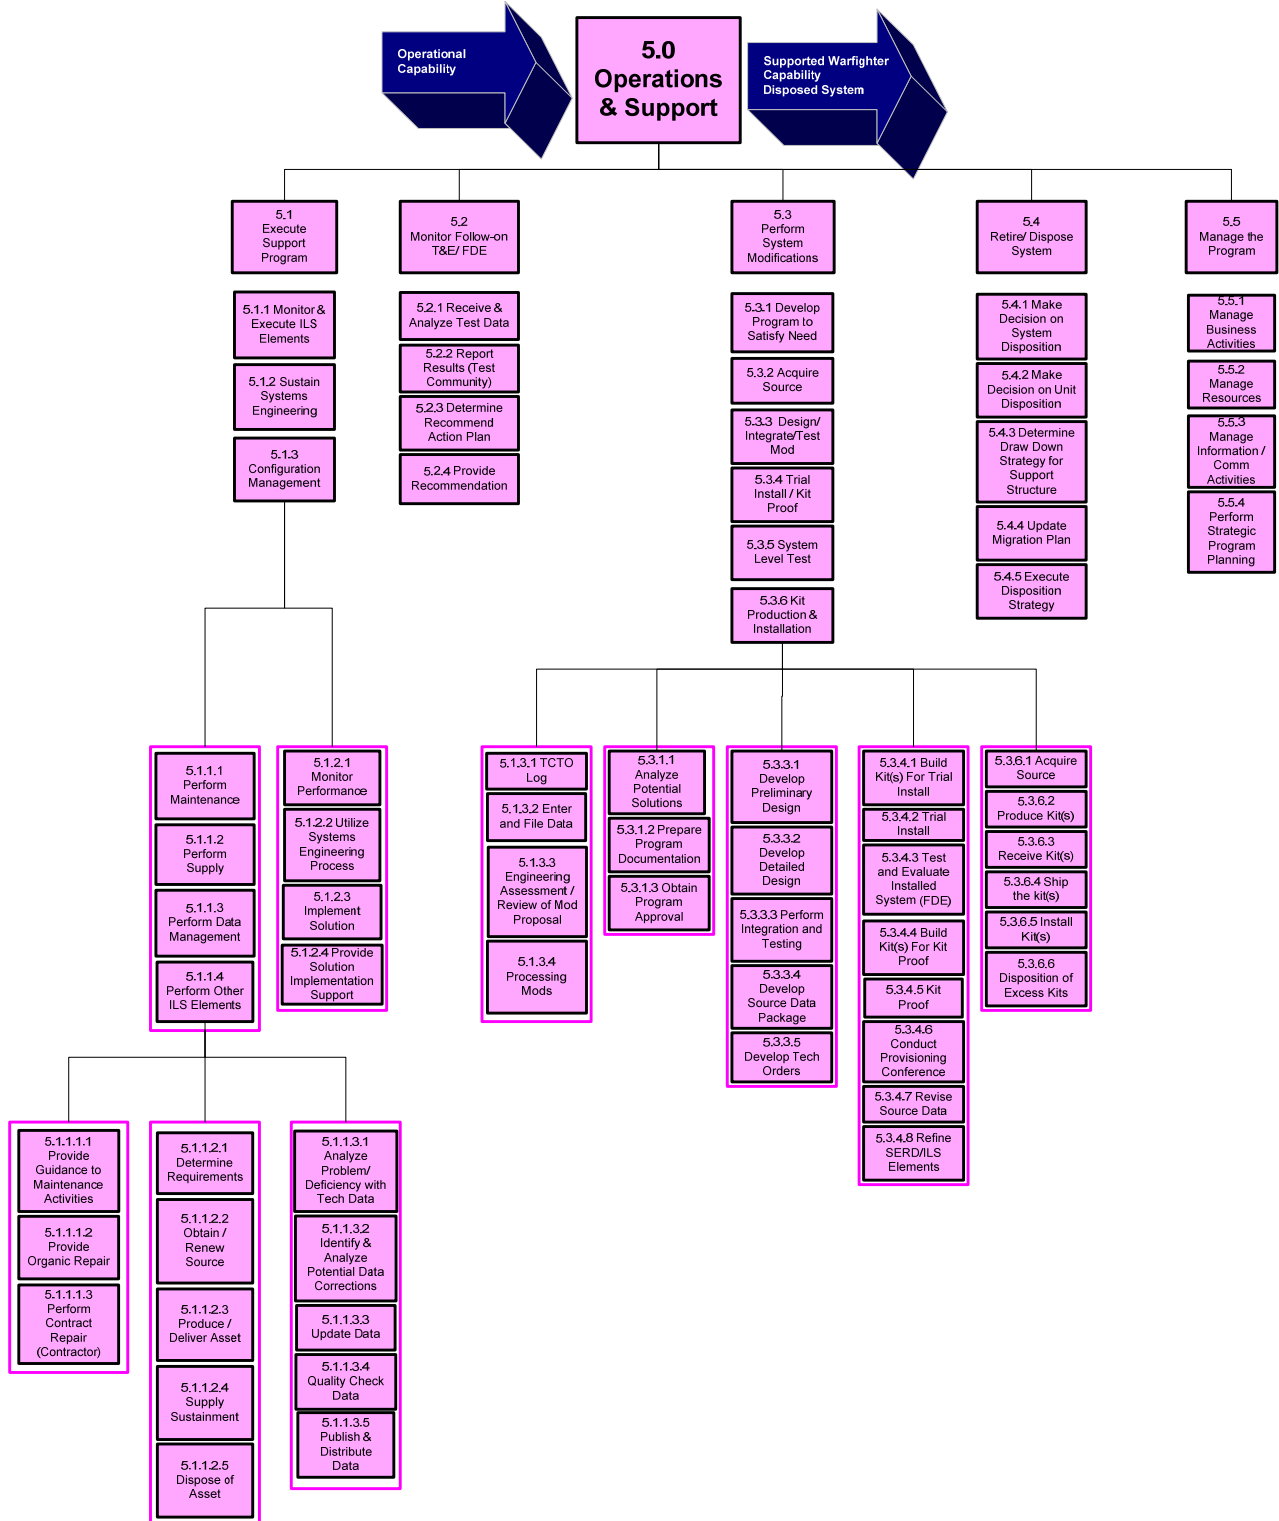 Operational
Capability
5.0
Operations
& Support
Supported Warfighter
Capability
Disposed System
5.1
Execute
Support
Program
5.2
Monitor Follow-on
T&E/ FDE
5.3
Perform
System
Modifications
5.4
Retire/ Dispose
System
5.5
Manage the
Program
5.1.1 Monitor &
Execute ILS
Elements
5.1.2 Sustain
Systems
Engineering
5.1.3
Configuration
Management
5.2.1 Receive &
Analyze Test Data
5.2.2 Report
Results (Test
Community)
5.2.3 Determine
Recommend
Action Plan
5.2.4 Provide
Recommendation
5.3.1 Develop
Program to
Satisfy Need
5.3.2 Acquire
Source
5.3.3 Design/
Integrate/Test
Mod
5.3.4 Trial
Install / Kit
Proof
5.3.5 System
Level Test
5.3.6 Kit
Production &
Installation
5.4.1 Make
Decision on
System
Disposition
5.4.2 Make
Decision on Unit
Disposition
5.4.3 Determine
Draw Down
Strategy for
Support
Structure
5.4.4 Update
Migration Plan
5.4.5 Execute
Disposition
Strategy
5.5.1
Manage
Business
Activities
5.5.2
Manage
Resources
5.5.3
Manage
Information /
Comm
Activities
5.5.4
Perform
Strategic
Program
Planning
5.1.1.1
Perform
Maintenance
5.1.1.2
Perform
Supply
5.1.1.3
Perform Data
Management
5.1.1.4
Perform Other
ILS Elements
5.1.2.1
Monitor
Performance
5.1.2.2 Utilize
Systems
Engineering
Process
5.1.2.3
Implement
Solution
5.1.2.4 Provide
Solution
Implementation
Support
5.1.3.1 TCTO
Log
5.1.3.2 Enter
and File Data
5.1.3.3
Engineering
Assessment /
Review of Mod
Proposal
5.1.3.4
Processing
Mods
5.3.1.1
Analyze
Potential
Solutions
5.3.1.2 Prepare
Program
Documentation
5.3.1.3 Obtain
Program
Approval
5.3.3.1
Develop
Preliminary
Design
5.3.3.2
Develop
Detailed
Design
5.3.3.3 Perform
Integration and
Testing
5.3.3.4
Develop
Source Data
Package
5.3.3.5
Develop Tech
Orders
5.3.4.1 Build
Kit(s) For Trial
Install
5.3.4.2 Trial
Install
5.3.4.3 Test
and Evaluate
Installed
System (FDE)
5.3.4.4 Build
Kit(s) For Kit
Proof
5.3.4.5 Kit
Proof
5.3.4.6
Conduct
Provisioning
Conference
5.3.4.7 Revise
Source Data
5.3.4.8 Refine
SERD/ILS
Elements
5.3.6.1 Acquire
Source
5.3.6.2
Produce Kit(s)
5.3.6.3
Receive Kit(s)
5.3.6.4 Ship
the kit(s)
5.3.6.5 Install
Kit(s)
5.3.6.6
Disposition of
Excess Kits
5.1.1.1.1
Provide
Guidance to
Maintenance
Activities
5.1.1.1.2
Provide
Organic Repair
5.1.1.1.3
Perform
Contract
Repair
(Contractor)
5.1.1.2.1
Determine
Requirements
5.1.1.2.2
Obtain /
Renew
Source
5.1.1.2.3
Produce /
Deliver Asset
5.1.1.2.4
Supply
Sustainment
5.1.1.2.5
Dispose of
Asset
5.1.1.3.1
Analyze
Problem/
Deficiency with
Tech Data
5.1.1.3.2
Identify &
Analyze
Potential Data
Corrections
5.1.1.3.3
Update Data
5.1.1.3.4
Quality Check
Data
5.1.1.3.5
Publish &
Distribute
Data